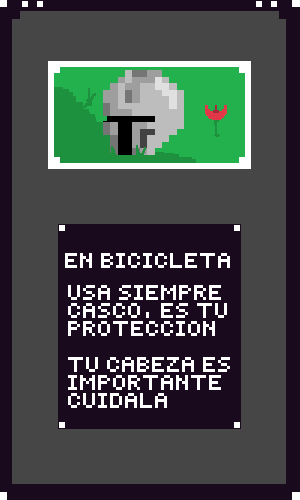 EN BICICLETA
USA SIEMPRE
CASCO, ES TU
PROTECCION
TU CABEZA ES
IMPORTANTE
CUIDALA